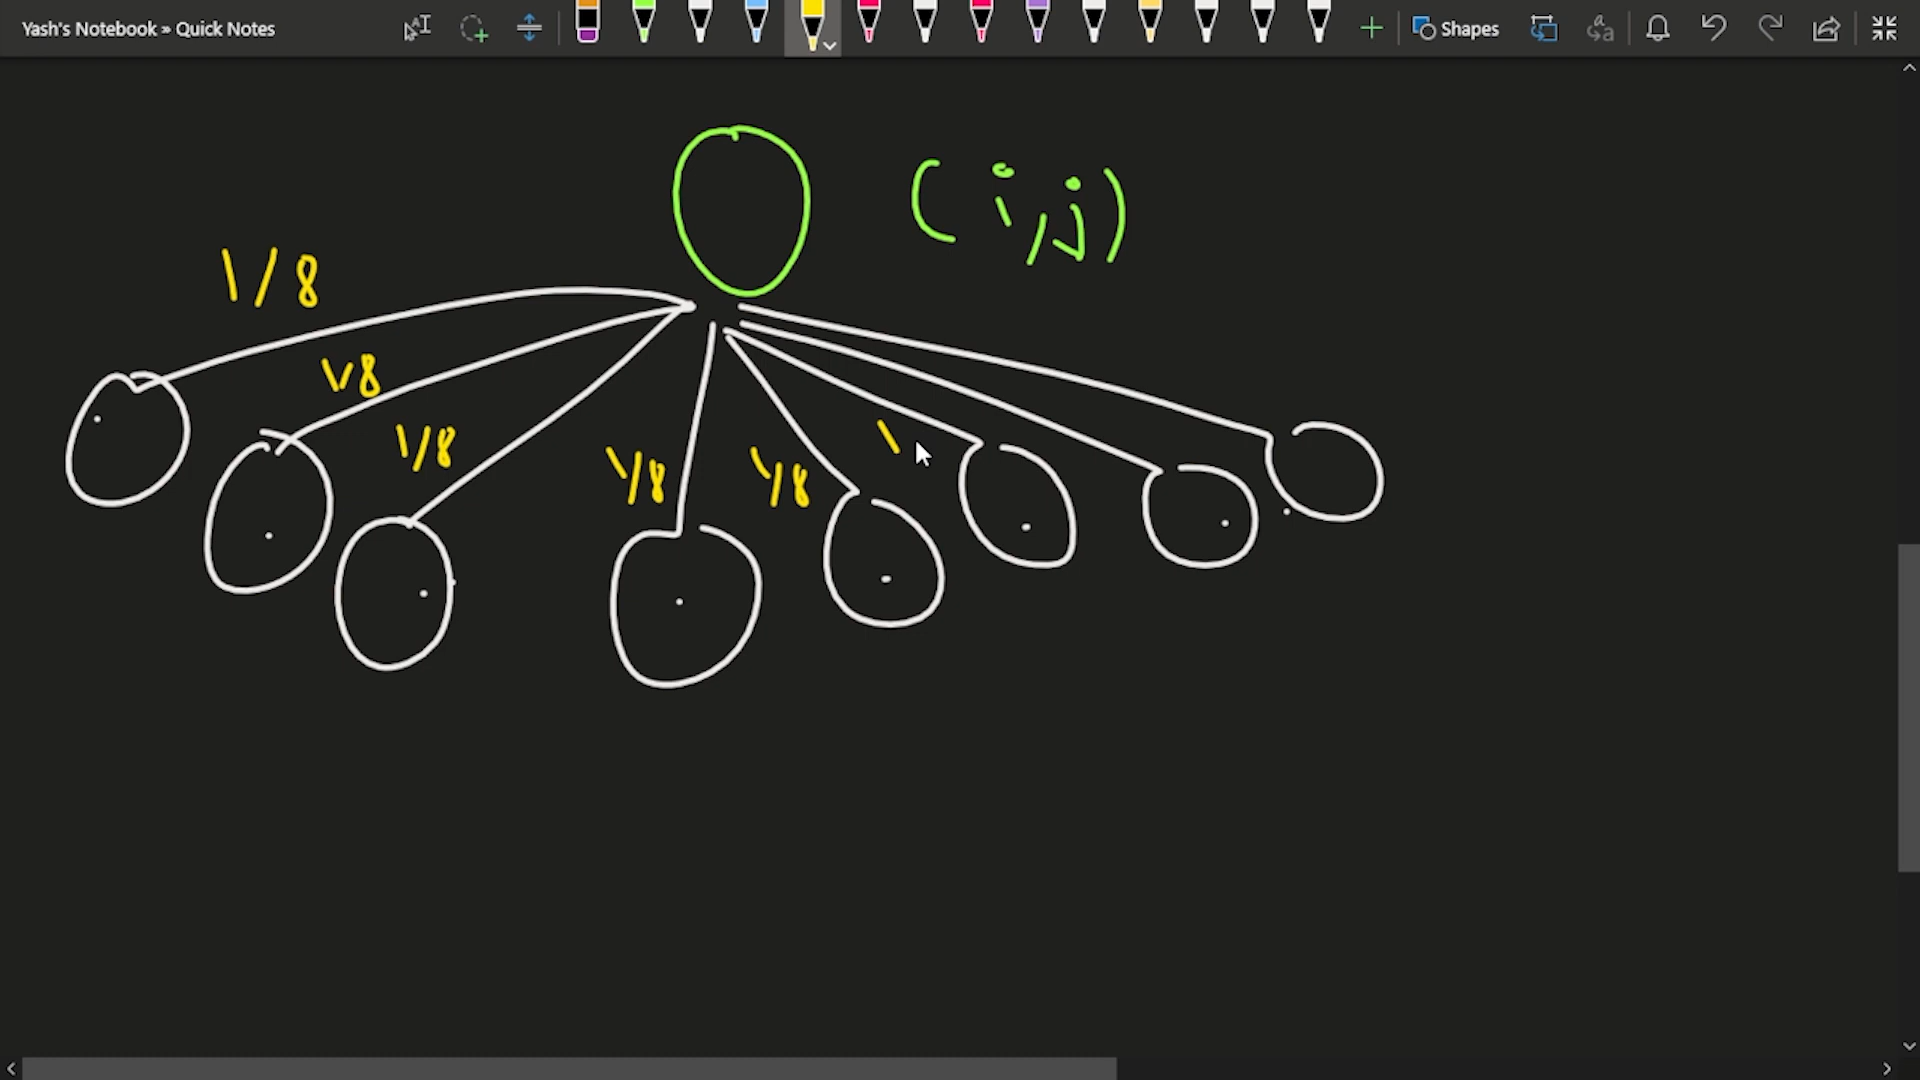 Yash's Notebook » Quick Notes
Shapes
(i,j)
1/8
1/8
1/8
1/8
1/8
\